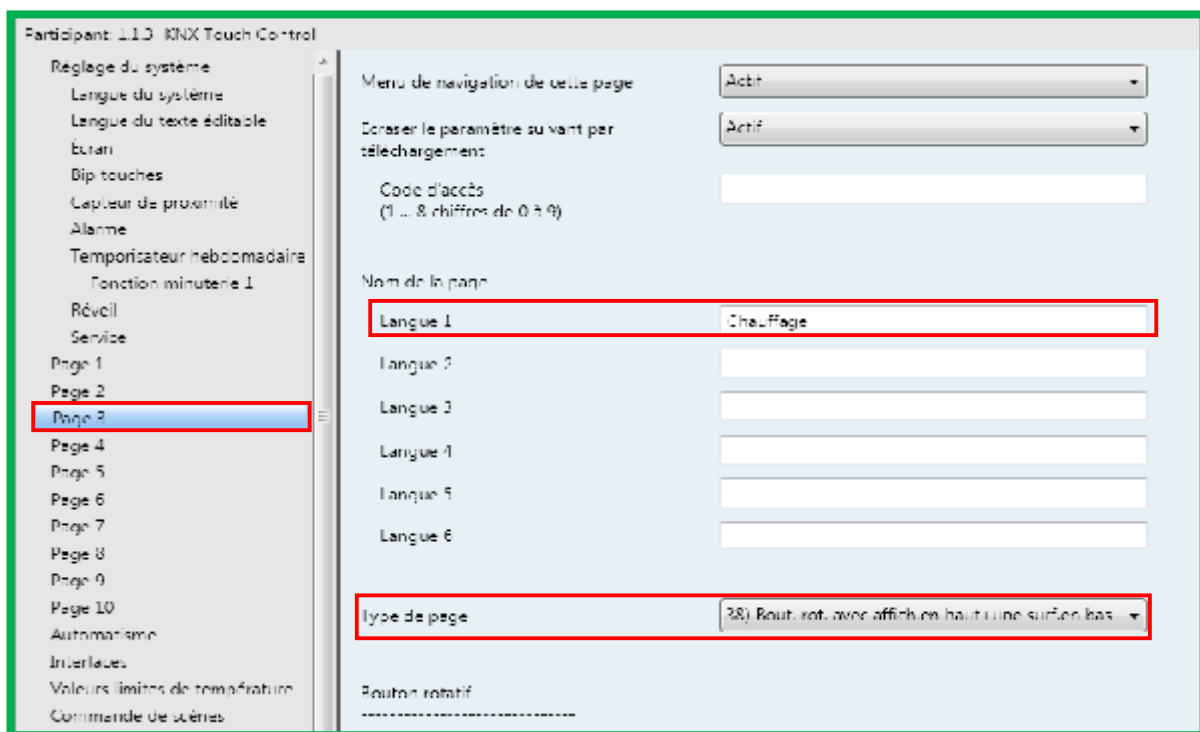 Participant: 1.1.3 KNX Touch Control
Réglage du système
Langue du système
Langue du texte éditable
Écran
Bip touches
Capteur de proximité
Alarme
Temporisateur hebdomadaire
Fonction minuterie 1
Réveil
Service
Page 1
Page 2
Page 3
Page 4
Page 5
Page 6
Page 7
Page 8
Page 9
Page 10
Automatisme
Interfaces
Valeurs limites de température
Commande de scènes
Menu de navigation de cette page
Actif
Ecraser le paramètre suivant par
téléchargement
Actif
Code d'accès
(1 ... 8 chiffres de 0 à 9)
Nom de la page
Langue 1
Chauffage
Langue 2
Langue 3
Langue 4
Langue 5
Langue 6
Type de page
38) Bout. rot. avec affich.en haut une surf.en bas
Bouton rotatif
------------------------------